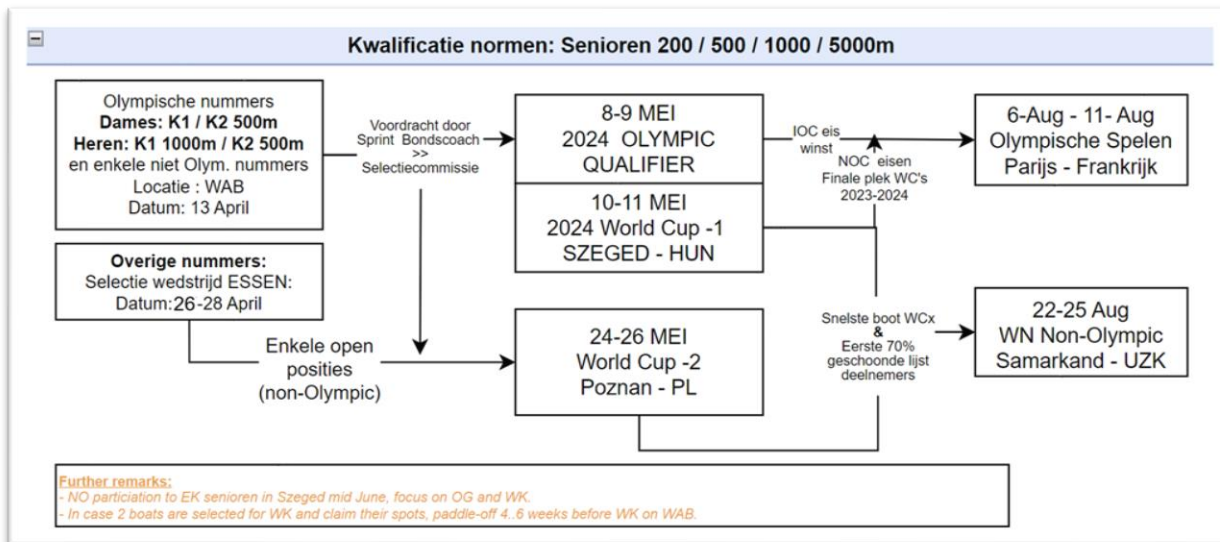 Kwalificatie normen: Senioren 200 / 500 / 1000 / 5000m
Olympische nummers
Dames: K1 / K2 500m
Heren: K1 1000m / K2 500m
en enkele niet Olym. nummers
Locatie : WAB
Datum: 13 April
Voordracht door
Sprint Bondscoach
>>
Selectiecommissie
8-9 MEI
2024 OLYMPIC
QUALIFIER
10-11 MEI
2024 World Cup -1
SZEGED - HUN
IOC eis
winst
NOC eisen
Finale plek WC's
2023-2024
6-Aug - 11- Aug
Olympische Spelen
Parijs - Frankrijk
Overige nummers:
Selectie wedstrijd ESSEN:
Datum:26-28 April
Enkele open
posities
(non-Olympic)
24-26 MEI
World Cup -2
Poznan - PL
Snelste boot WCx
&
Eerste 70%
geschoonde lijst
deelnemers
22-25 Aug
WN Non-Olympic
Samarkand - UZK
Further remarks:
- NO particiation to EK senioren in Szeged mid June, focus on OG and WK.
- In case 2 boats are selected for WK and claim their spots, paddle-off 4..6 weeks before WK on WAB.